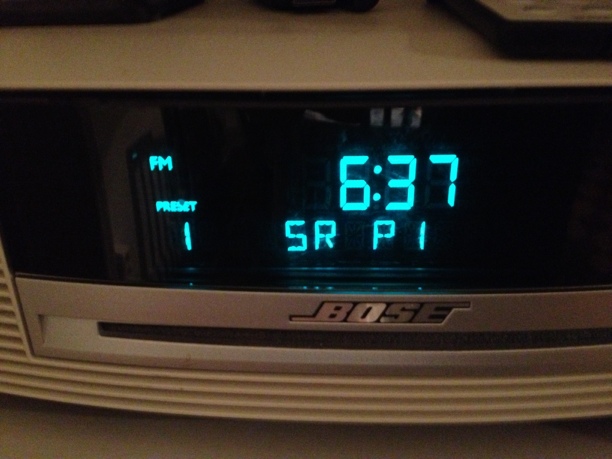 FM
6:37
PRESET
1 SR P1
BOSE